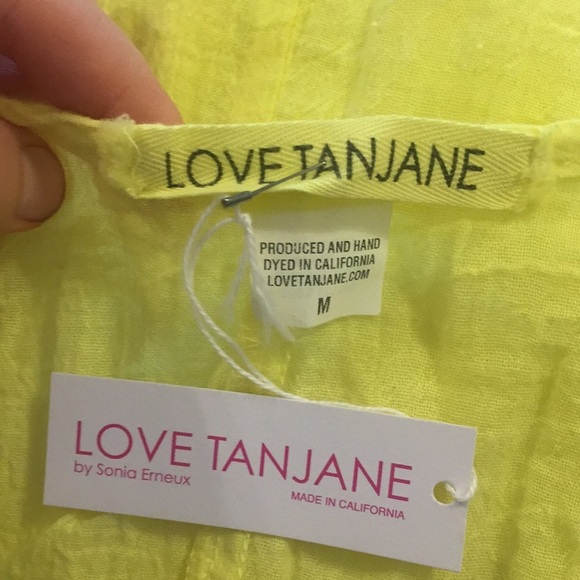 LOVE TANJANE
PRODUCED AND HAND
DYED IN CALIFORNIA
LOVETANJANE.COM
M
LOVE TANJANE
by Sonia Erneux
MADE IN CALIFORNIA